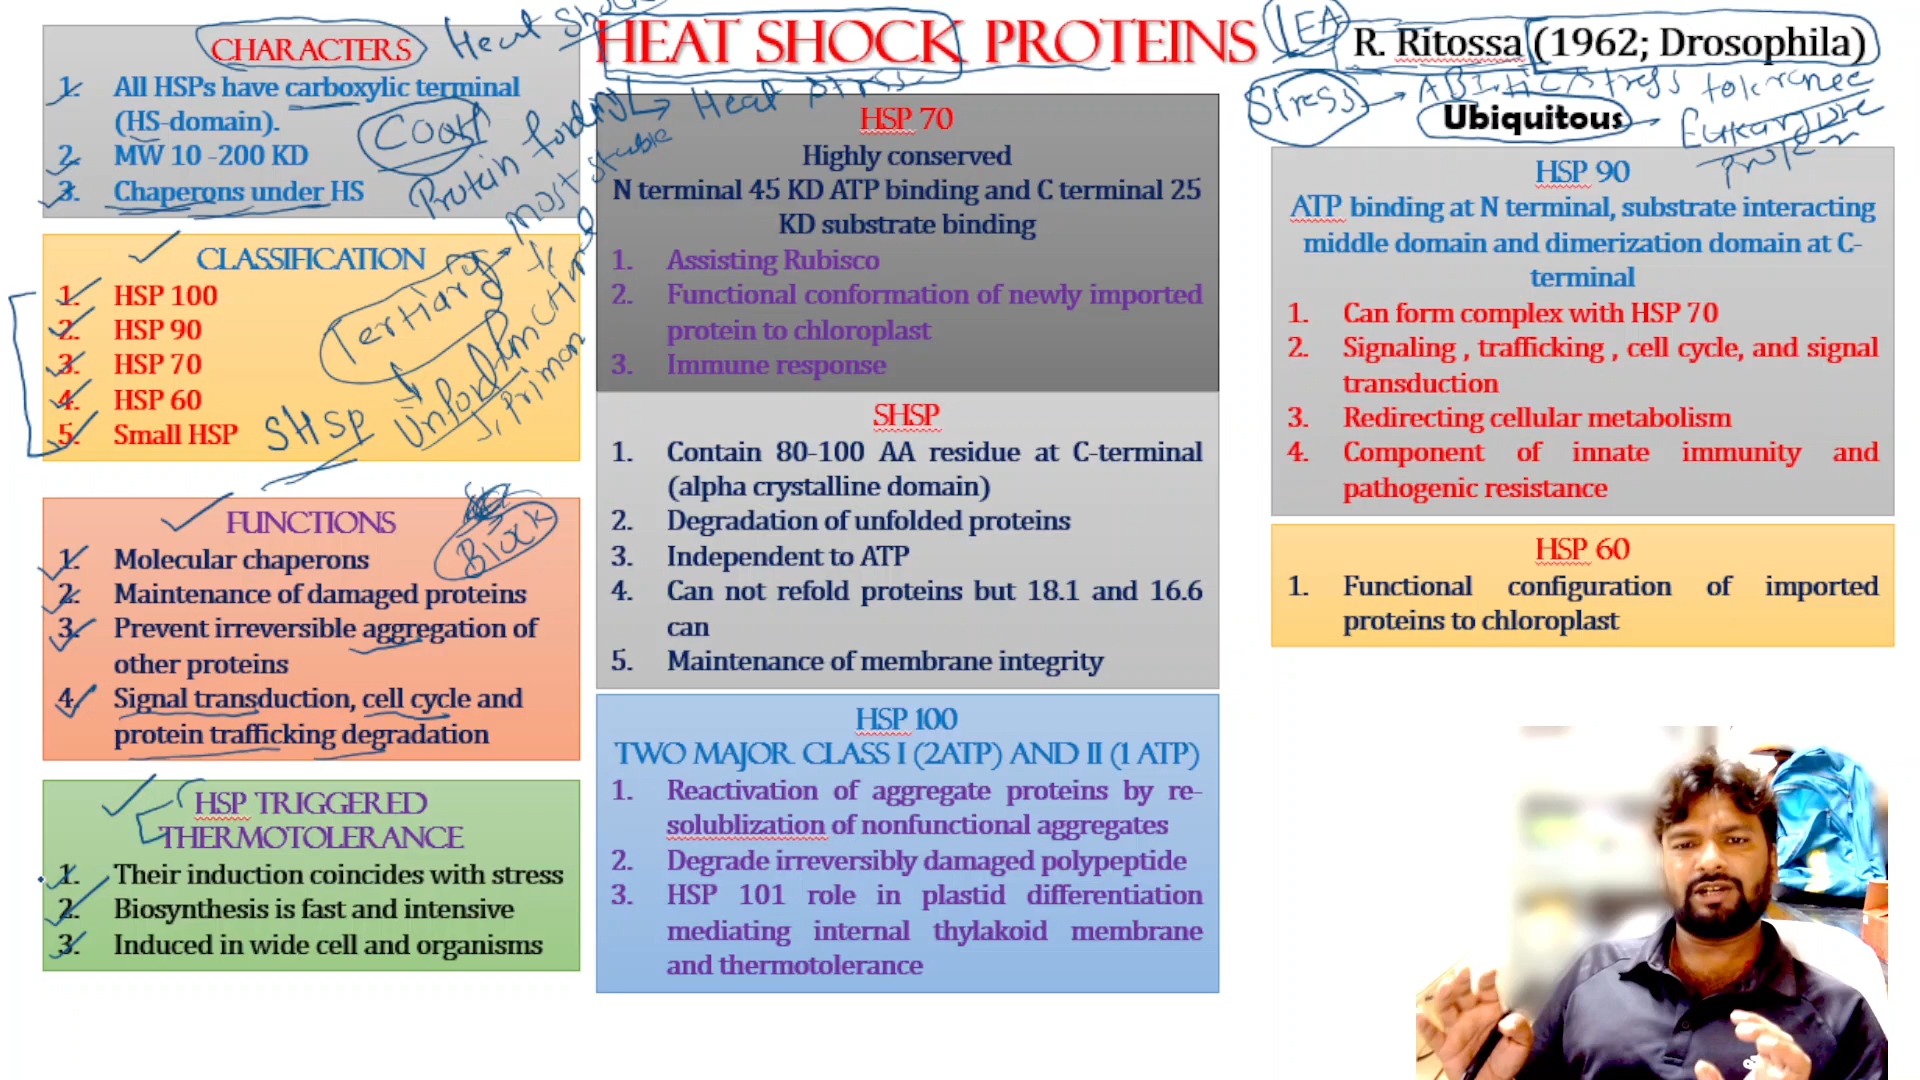 HEAT SHOCK PROTEINS
R. Ritossa (1962; Drosophila)
Ubiquitous
LEA
Stress
Heat Shock
CHARACTERS
1. All HSPs have carboxylic terminal
(HS-domain).
2. MW 10 -200 KD
3. Chaperons under HS
Protein folding
Heat stress
most stable
CLASSIFICATION
1. HSP 100
2. HSP 90
3. HSP 70
4. HSP 60
5. Small HSP
SHSP
Tertiary
FUNCTIONS
1. Molecular chaperons
2. Maintenance of damaged proteins
3. Prevent irreversible aggregation of
other proteins
4. Signal transduction, cell cycle and
protein trafficking degradation
Block
HSP TRIGGERED
THERMOTOLERANCE
1. Their induction coincides with stress
2. Biosynthesis is fast and intensive
3. Induced in wide cell and organisms
HSP 70
Highly conserved
N terminal 45 KD ATP binding and C terminal 25
KD substrate binding
1. Assisting Rubisco
2. Functional conformation of newly imported
protein to chloroplast
3. Immune response
SHSP
1. Contain 80-100 AA residue at C-terminal
(alpha crystalline domain)
2. Degradation of unfolded proteins
3. Independent to ATP
4. Can not refold proteins but 18.1 and 16.6
can
5. Maintenance of membrane integrity
HSP 100
TWO MAJOR CLASS I (2ATP) AND II (1 ATP)
1. Reactivation of aggregate proteins by re-
solublization of nonfunctional aggregates
2. Degrade irreversibly damaged polypeptide
3. HSP 101 role in plastid differentiation
mediating internal thylakoid membrane
and thermotolerance
HSP 90
ATP binding at N terminal, substrate interacting
middle domain and dimerization domain at C-
terminal
1. Can form complex with HSP 70
2. Signaling , trafficking , cell cycle, and signal
transduction
3. Redirecting cellular metabolism
4. Component of innate immunity and
pathogenic resistance
HSP 60
1. Functional configuration of imported
proteins to chloroplast